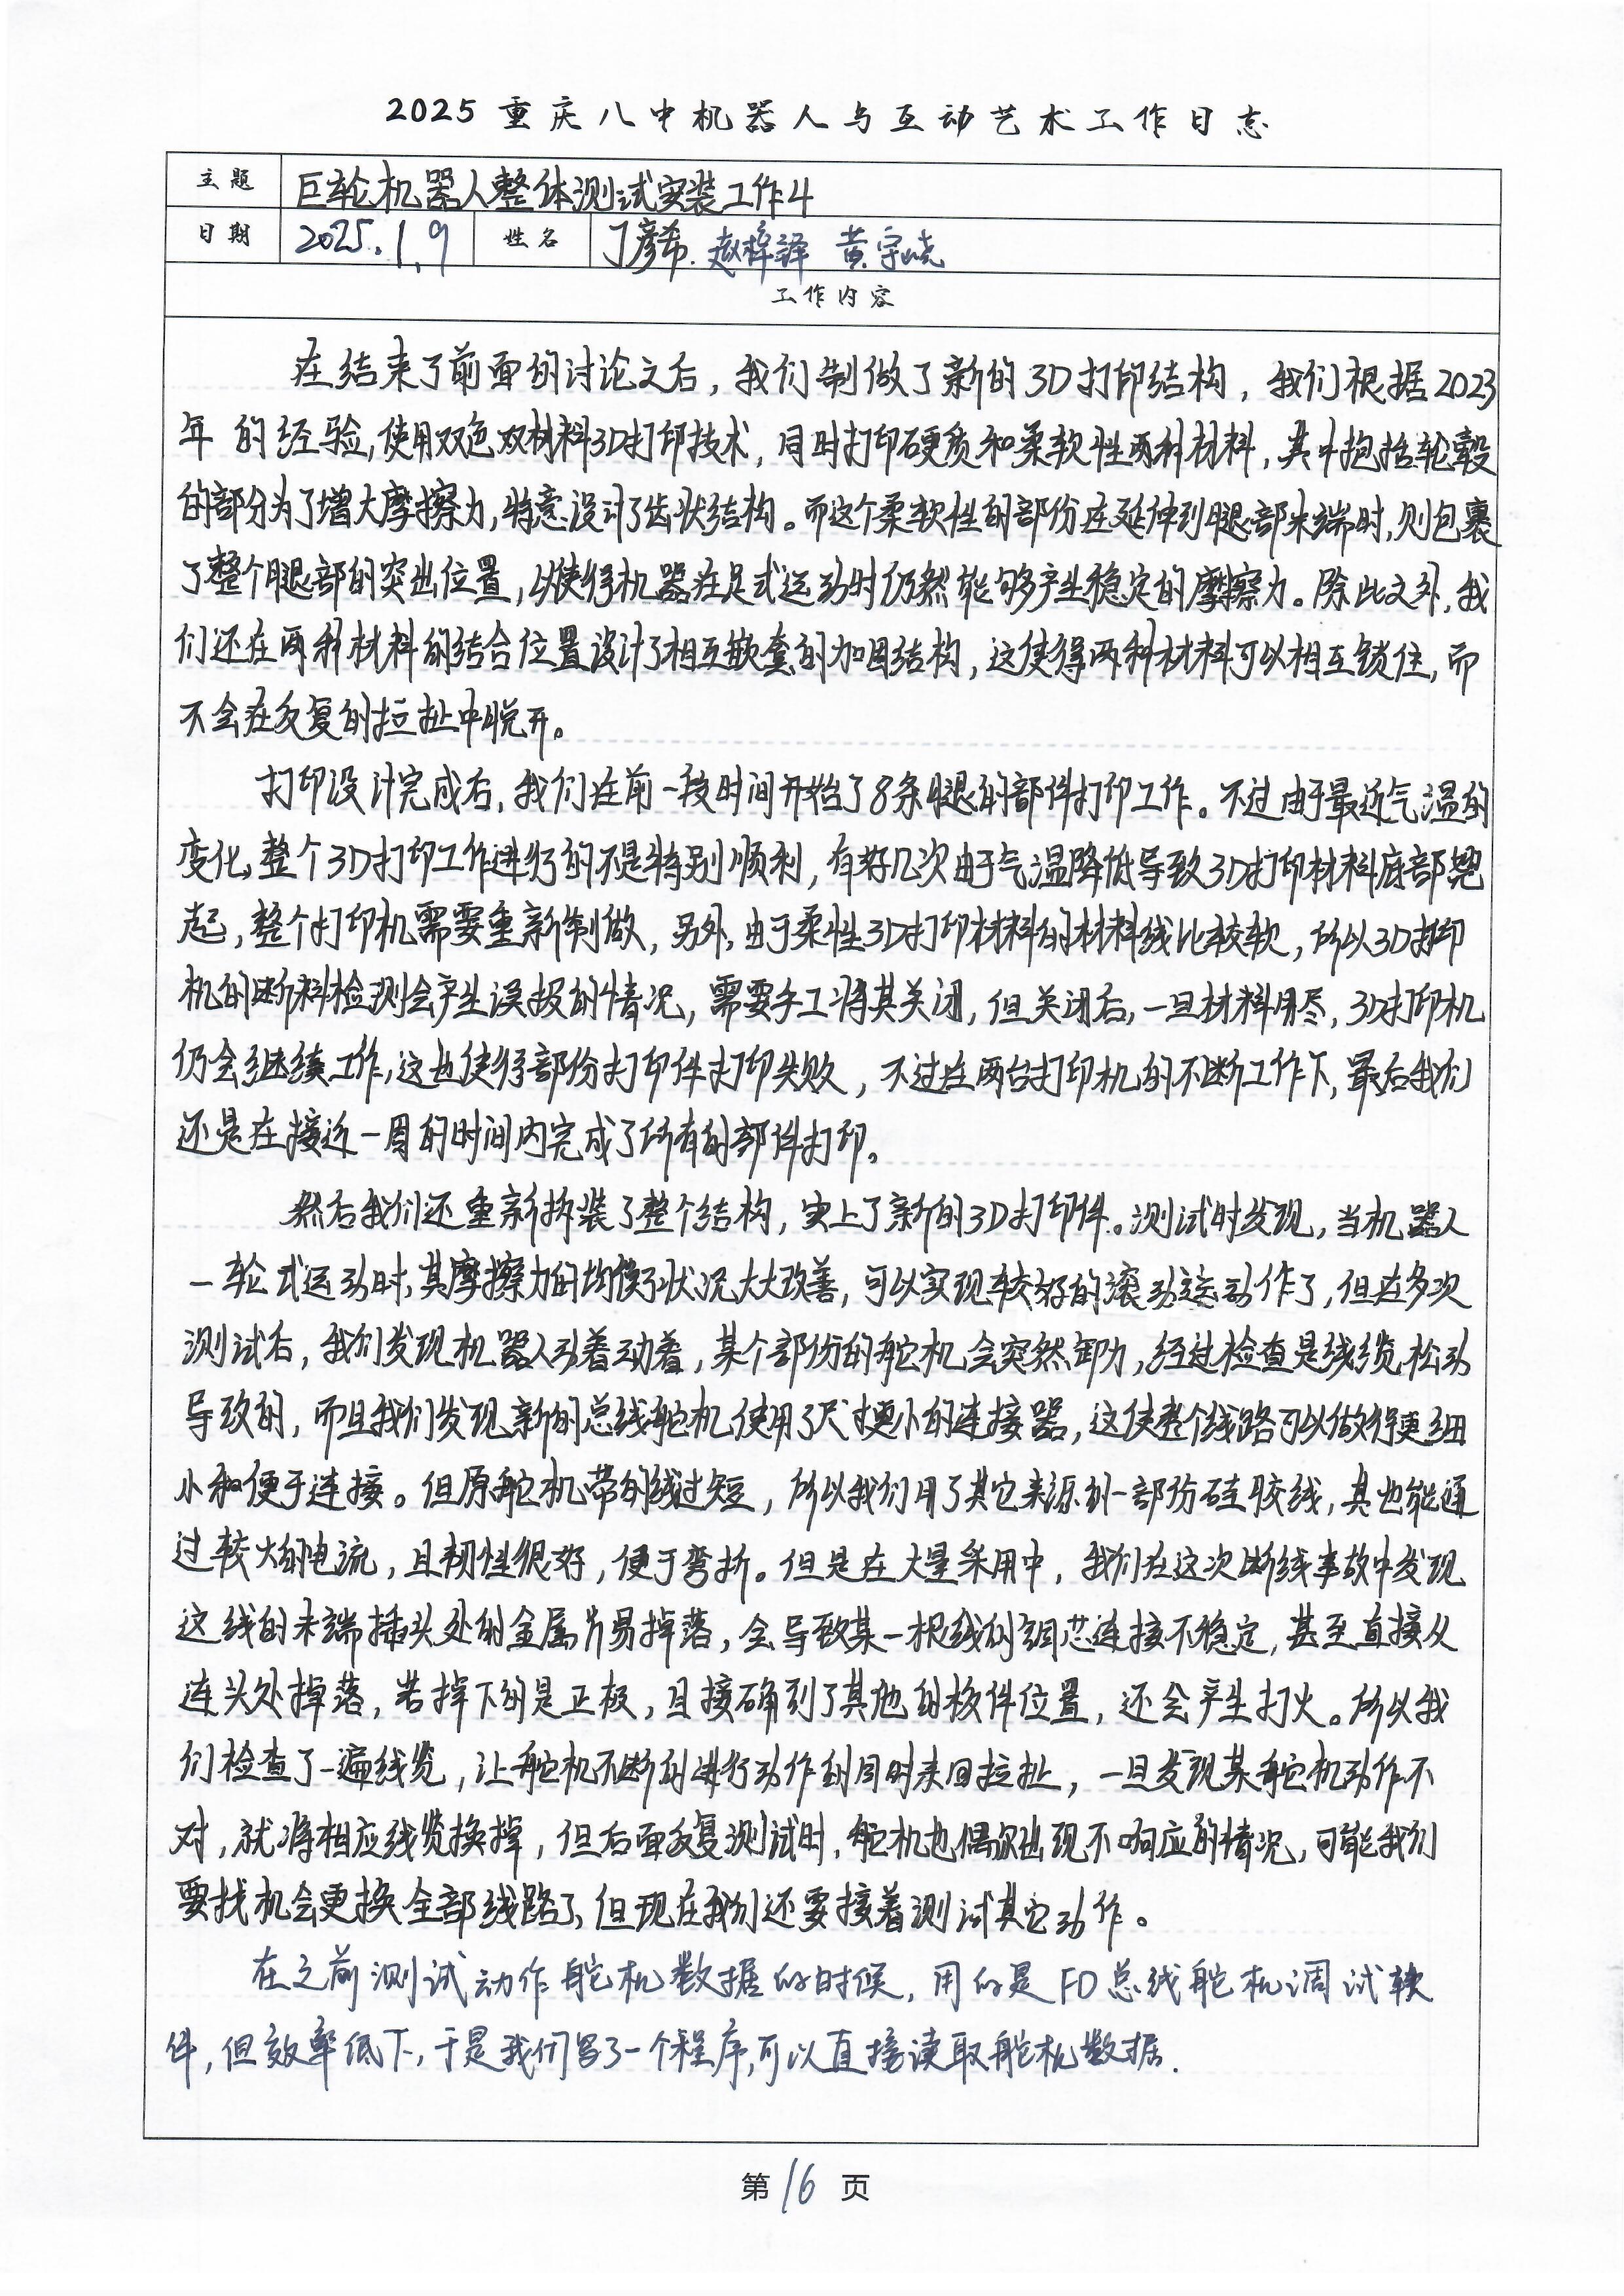 2025重庆八中机器人与互动艺术工作日志
主题 巨轮机器人整体测试安装工作4
日期 2025.1.9 姓名 丁彦希.赵梓译 黄宇晓
工作内容
在结束了前面的讨论之后，我们制做了新的3D打印结构，我们根据2023
年的经验，使用双色双材料3D打印技术，同时打印硬质和柔软性两种材料，其中抱括轮毂
的部分为了增大摩擦力，特意设计了齿状结构。而这个柔软性的部份在延伸到腿部末端时，则包裹
了整个腿部的突出位置，以使得机器在足式运动时仍然能够产生稳定的摩擦力。除此之外，我
们还在两种材料的结合位置设计了相互嵌套的加固结构，这使得两种材料可以相互锁住，而
不会在反复的拉扯中脱开。
打印设计完成后，我们在前一段时间开始了8条腿的部件打印工作。不过由于最近气温的
变化，整个3D打印工作进行的不是特别顺利，有好几次由于气温降低导致3D打印材料底部翘
起，整个打印机需要重新制做，另外，由于柔性3D打印材料的材料线比较软，所以3D打印
机的断料检测会产生误报的情况，需要手工将其关闭，但关闭后，一旦材料用尽，3D打印机
仍会继续工作，这也使得部份打印件打印失败，不过在两台打印机的不断工作下，最后我们
还是在接近一周的时间内完成了所有的部件打印。
然后我们还重新拆装了整个结构，安上了新的3D打印件。测试时发现，当机器人
一轮式运动时，其摩擦力的均衡了状况大大改善，可以实现较好的滚动运动作了，但在多次
测试后，我们发现机器人动着动着，某个部份的舵机会突然卸力，经过检查是线缆松动
导致的，而且我们发现新的总线舵机使用了尺寸更小的连接器，这使整个线路可以做得更细
小和便于连接。但原舵机带的线过短，所以我们用了其它来源的一部份硅胶线，其也能通
过较大的电流，且韧性很好，便于弯折。但是在大量采用中，我们在这次断线事故中发现
这线的末端插头处的金属片易掉落，会导致某一根线的铜芯连接不稳定，甚至直接从
连头处掉落，若掉下的是正极，且接确到了其他的板件位置，还会产生打火。所以我
们检查了一遍线缆，让舵机不断的进行动作的同时来回拉扯，一旦发现某舵机动作不
对，就将相应线缆换掉，但后面反复测试时，舵机也偶尔出现不响应的情况，可能我们
要找机会更换全部线路了，但现在我们还要接着测试其它动作。
在之前测试动作舵机数据的时候，用的是FD总线舵机调试软
件，但效率低下，于是我们写了一个程序，可以直接读取舵机数据.
第16页